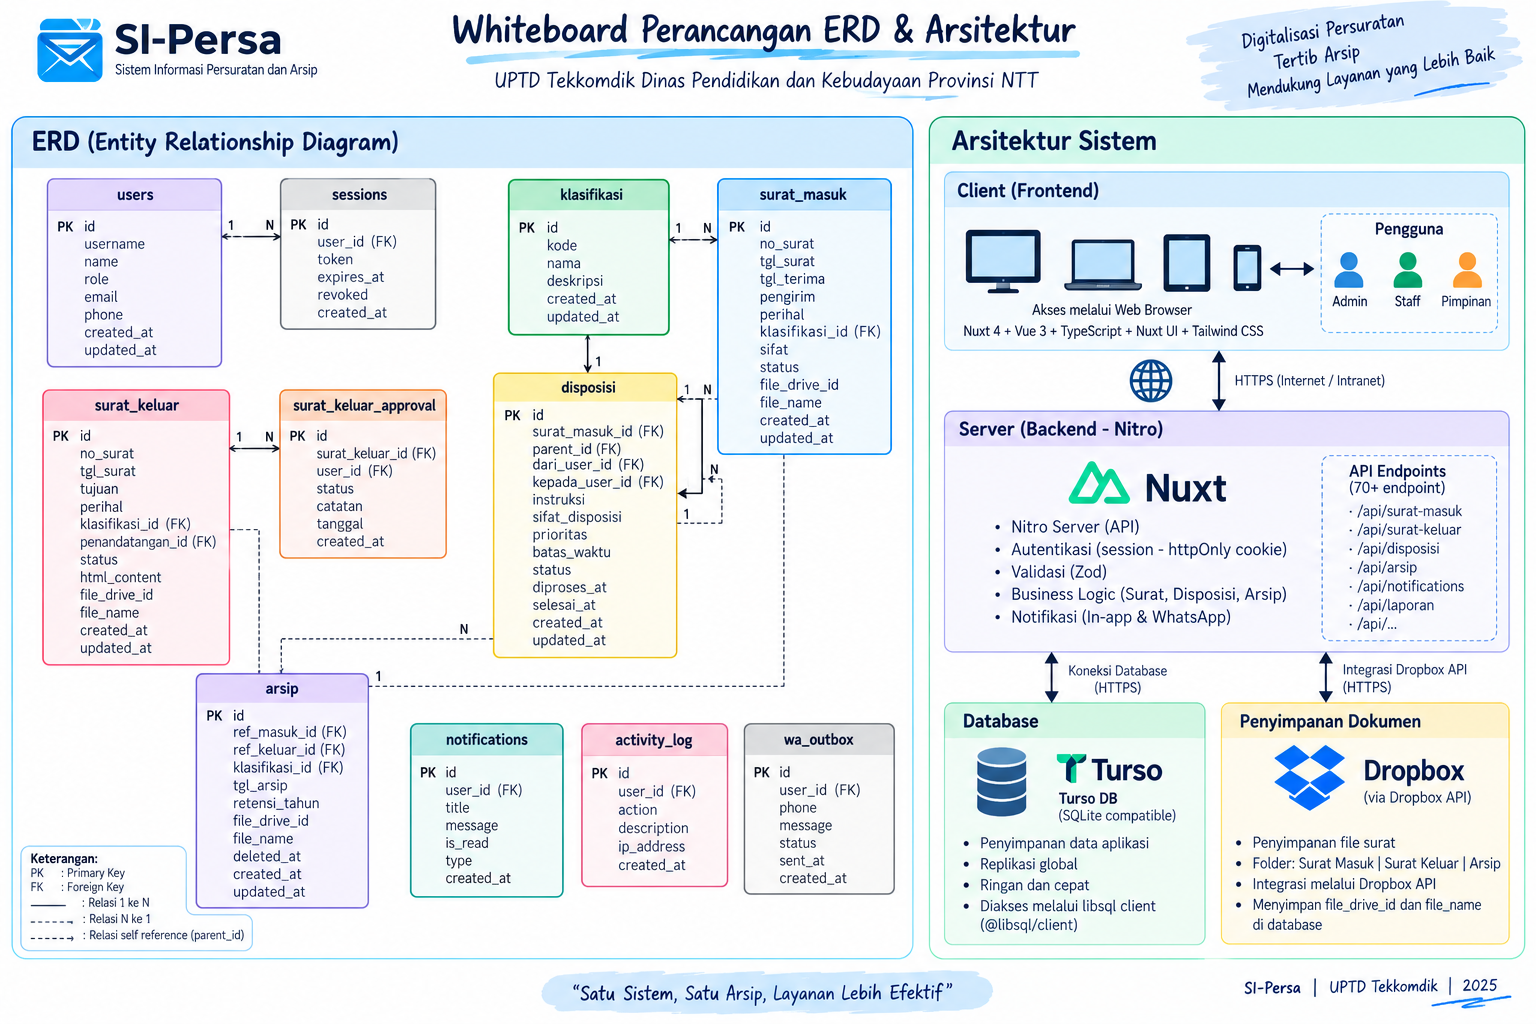 SI-Persa
Sistem Informasi Persuratan dan Arsip
Whiteboard Perancangan ERD & Arsitektur
UPTD Tekkomdik Dinas Pendidikan dan Kebudayaan Provinsi NTT
Digitalisasi Persuratan
Tertib Arsip
Mendukung Layanan yang Lebih Baik
ERD (Entity Relationship Diagram)
users
PK id
username
name
role
email
phone
created_at
updated_at
1 N
sessions
PK id
user_id (FK)
token
expires_at
revoked
created_at
klasifikasi
PK id
kode
nama
deskripsi
created_at
updated_at
1 N
1
surat_masuk
PK id
no_surat
tgl_surat
tgl_terima
pengirim
perihal
klasifikasi_id (FK)
sifat
status
file_drive_id
file_name
created_at
updated_at
surat_keluar
PK id
no_surat
tgl_surat
tujuan
perihal
klasifikasi_id (FK)
penandatangan_id (FK)
status
html_content
file_drive_id
file_name
created_at
updated_at
1 N
surat_keluar_approval
PK id
surat_keluar_id (FK)
user_id (FK)
status
catatan
tanggal
created_at
disposisi
PK id
surat_masuk_id (FK)
parent_id (FK)
dari_user_id (FK)
kepada_user_id (FK)
instruksi
sifat_disposisi
prioritas
batas_waktu
status
diproses_at
selesai_at
created_at
updated_at
1 N
N
1
N
1
arsip
PK id
ref_masuk_id (FK)
ref_keluar_id (FK)
klasifikasi_id (FK)
tgl_arsip
retensi_tahun
file_drive_id
file_name
deleted_at
created_at
updated_at
notifications
PK id
user_id (FK)
title
message
is_read
type
created_at
activity_log
PK id
user_id (FK)
action
description
ip_address
created_at
wa_outbox
PK id
user_id (FK)
phone
message
status
sent_at
created_at
Keterangan:
PK : Primary Key
FK : Foreign Key
: Relasi 1 ke N
: Relasi N ke 1
: Relasi self reference (parent_id)
Arsitektur Sistem
Client (Frontend)
Akses melalui Web Browser
Nuxt 4 + Vue 3 + TypeScript + Nuxt UI + Tailwind CSS
Pengguna
Admin Staff Pimpinan
HTTPS (Internet / Intranet)
Server (Backend - Nitro)
Nuxt
• Nitro Server (API)
• Autentikasi (session - httpOnly cookie)
• Validasi (Zod)
• Business Logic (Surat, Disposisi, Arsip)
• Notifikasi (In-app & WhatsApp)
API Endpoints
(70+ endpoint)
· /api/surat-masuk
· /api/surat-keluar
· /api/disposisi
· /api/arsip
· /api/notifications
· /api/laporan
· /api/...
Koneksi Database
(HTTPS)
Integrasi Dropbox API
(HTTPS)
Database
Turso
Turso DB
(SQLite compatible)
• Penyimpanan data aplikasi
• Replikasi global
• Ringan dan cepat
• Diakses melalui libsql client
(@libsql/client)
Penyimpanan Dokumen
Dropbox
(via Dropbox API)
• Penyimpanan file surat
• Folder: Surat Masuk | Surat Keluar | Arsip
• Integrasi melalui Dropbox API
• Menyimpan file_drive_id dan file_name
di database
“Satu Sistem, Satu Arsip, Layanan Lebih Efektif”
SI-Persa | UPTD Tekkomdik | 2025